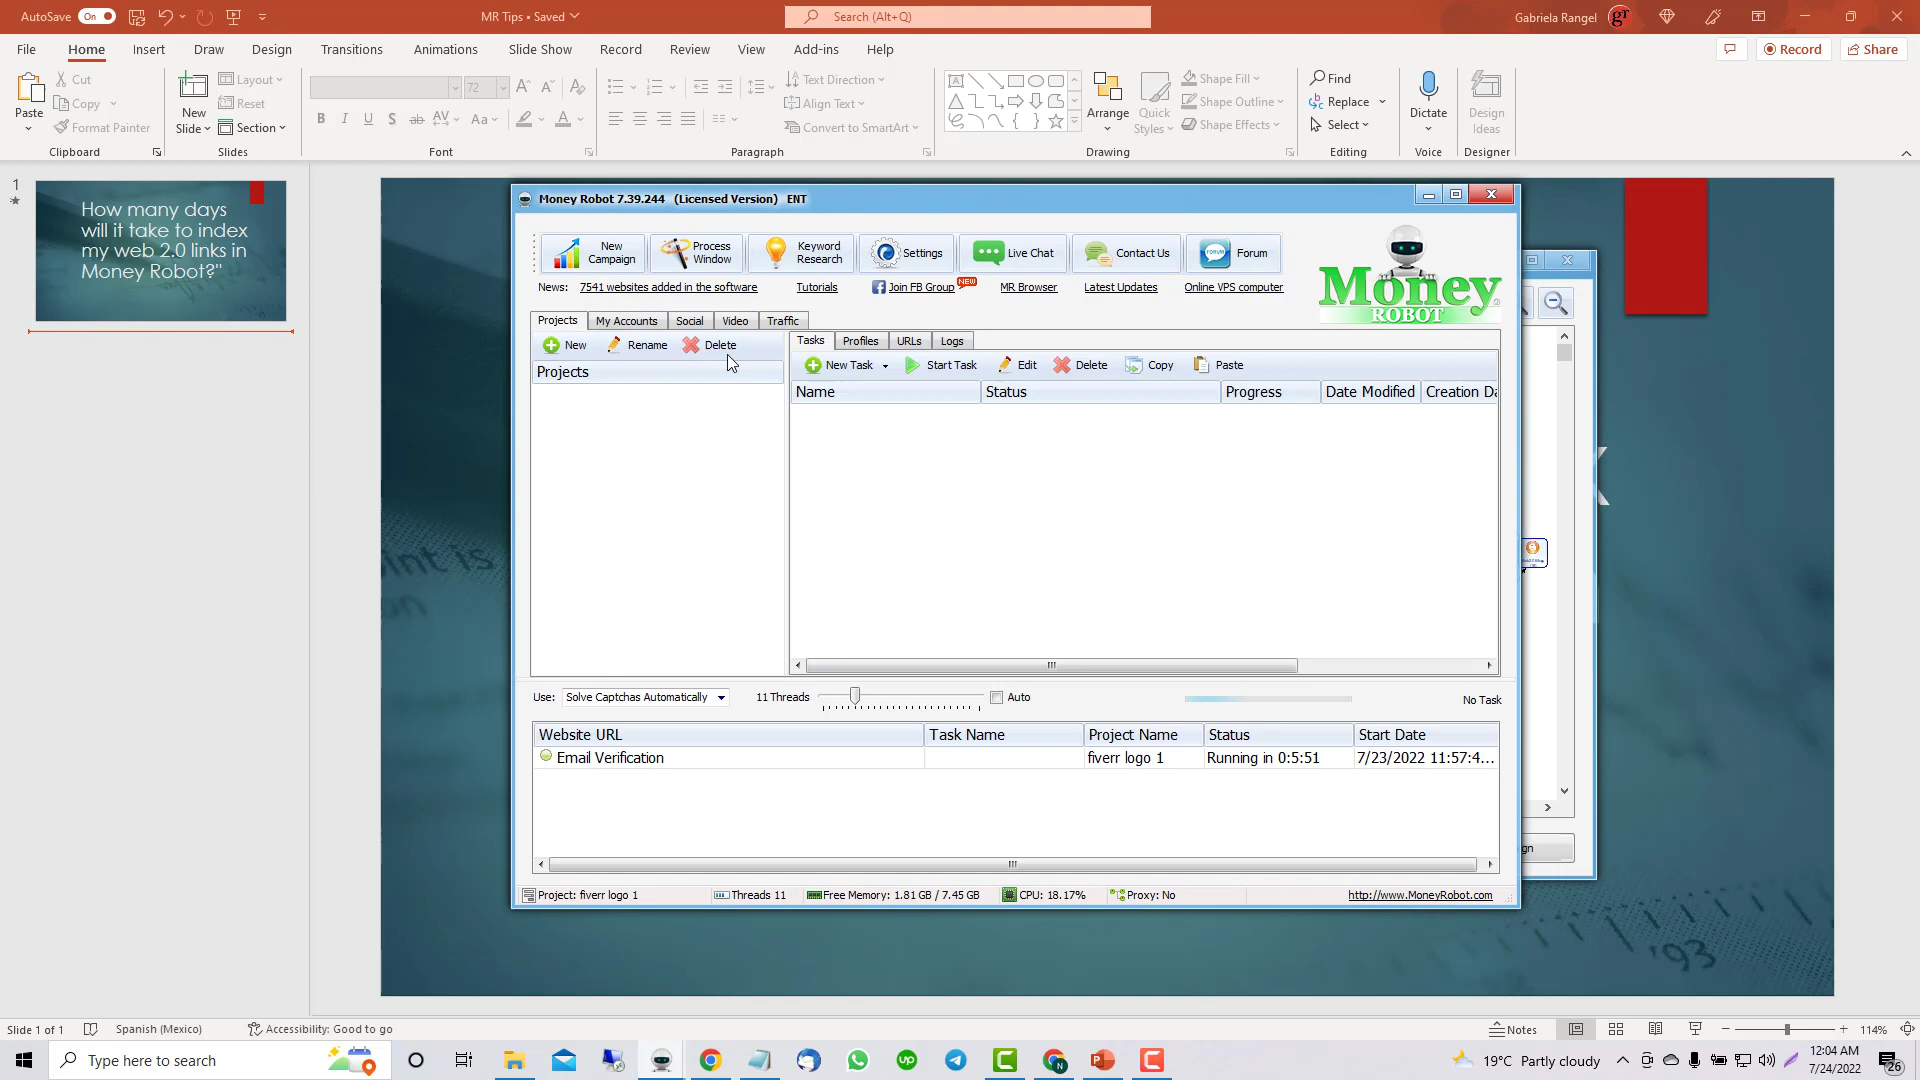 AutoSave On MR Tips • Saved Search (Alt+Q) Gabriela Rangel
File Home Insert Draw Design Transitions Animations Slide Show Record Review View Add-ins Help Record Share
Paste Cut Copy Format Painter
Clipboard
New Slide Layout Reset Section
Slides
72
B I U S ab AV Aa A
Font
Text Direction
Align Text
Convert to SmartArt
Paragraph
Arrange Quick Styles Shape Fill Shape Outline Shape Effects
Drawing
Find
Replace
Select
Editing
Dictate
Voice
Design Ideas
Designer
1
How many days
will it take to index
my web 2.0 links in
Money Robot?"
Money Robot 7.39.244 (Licensed Version) ENT
New Campaign Process Window Keyword Research Settings Live Chat Contact Us Forum
News: 7541 websites added in the software Tutorials Join FB Group NEW MR Browser Latest Updates Online VPS computer
Money
ROBOT
Projects My Accounts Social Video Traffic
New Rename Delete
Projects
Tasks Profiles URLs Logs
New Task Start Task Edit Delete Copy Paste
Name Status Progress Date Modified Creation Da
Use: Solve Captchas Automatically 11 Threads Auto No Task
Website URL Task Name Project Name Status Start Date
Email Verification fiverr logo 1 Running in 0:5:51 7/23/2022 11:57:4...
Project: fiverr logo 1 Threads 11 Free Memory: 1.81 GB / 7.45 GB CPU: 18.17% Proxy: No http://www.MoneyRobot.com
gn
'93
Slide 1 of 1 Spanish (Mexico) Accessibility: Good to go Notes 114%
Type here to search 19°C Partly cloudy 12:04 AM
7/24/2022 26